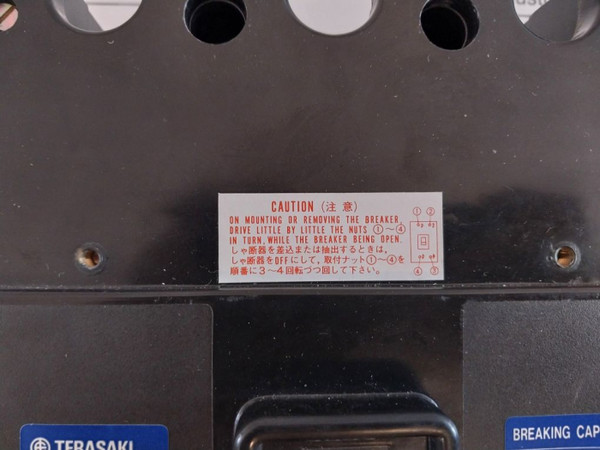 CAUTION (注意)
ON MOUNTING OR REMOVING THE BREAKER,
DRIVE LITTLE BY LITTLE THE NUTS ①~④
IN TURN, WHILE THE BREAKER BEING OPEN.
しゃ断器を差込または抽出するときは,
しゃ断器をOFFにして,取付ナット①~④を
順番に3~4回転づつ回して下さい。
① ②
④ ③
TERASAKI
BREAKING CAP